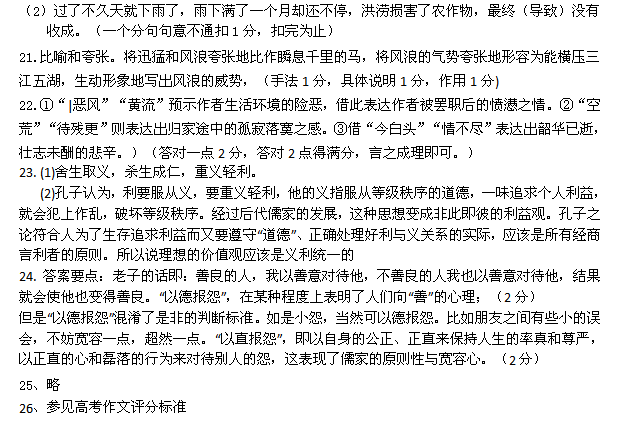 （2）过了不久天就下雨了，雨下满了一个月却还不停，洪涝损害了农作物，最终（导致）没有
收成。（一个分句句意不通扣1分，扣完为止）
21.比喻和夸张。将迅猛和风浪夸张地比作瞬息千里的马，将风浪的气势夸张地形容为能横压三
江五湖，生动形象地写出风浪的威势，（手法1分，具体说明1分，作用1分)
22.①“恶风”“黄流”预示作者生活环境的险恶，借此表达作者被罢职后的愤懑之情。②“空
荒”“待残更”则表达出归家途中的孤寂落寞之感。③借“今白头”“情不尽”表达出韶华已逝，
壮志未酬的悲辛。）（答对一点2分，答对2点得满分，言之成理即可。）
23. (1)舍生取义，杀生成仁，重义轻利。
(2)孔子认为，利要服从义，要重义轻利，他的义指服从等级秩序的道德，一味追求个人利益，
就会犯上作乱，破坏等级秩序。经过后代儒家的发展，这种思想变成非此即彼的利益观。孔子之
论符合人为了生存追求利益而又要遵守“道德”、正确处理好利与义关系的实际，应该是所有经商
言利者的原则。所以说理想的价值观应该是义利统一的
24. 答案要点：老子的话即：善良的人，我以善意对待他，不善良的人我也以善意对待他，结果
就会使他也变得善良。“以德报怨”，在某种程度上表明了人们向“善”的心理；（2分）
但是“以德报怨”混淆了是非的判断标准。如是小怨，当然可以德报怨。比如朋友之间有些小的误
会，不妨宽容一点，超然一点。“以直报怨”，即以自身的公正、正直来保持人生的率真和尊严，
以正直的心和磊落的行为来对待别人的怨，这表现了儒家的原则性与宽容心。（2分）
25、略
26、参见高考作文评分标准